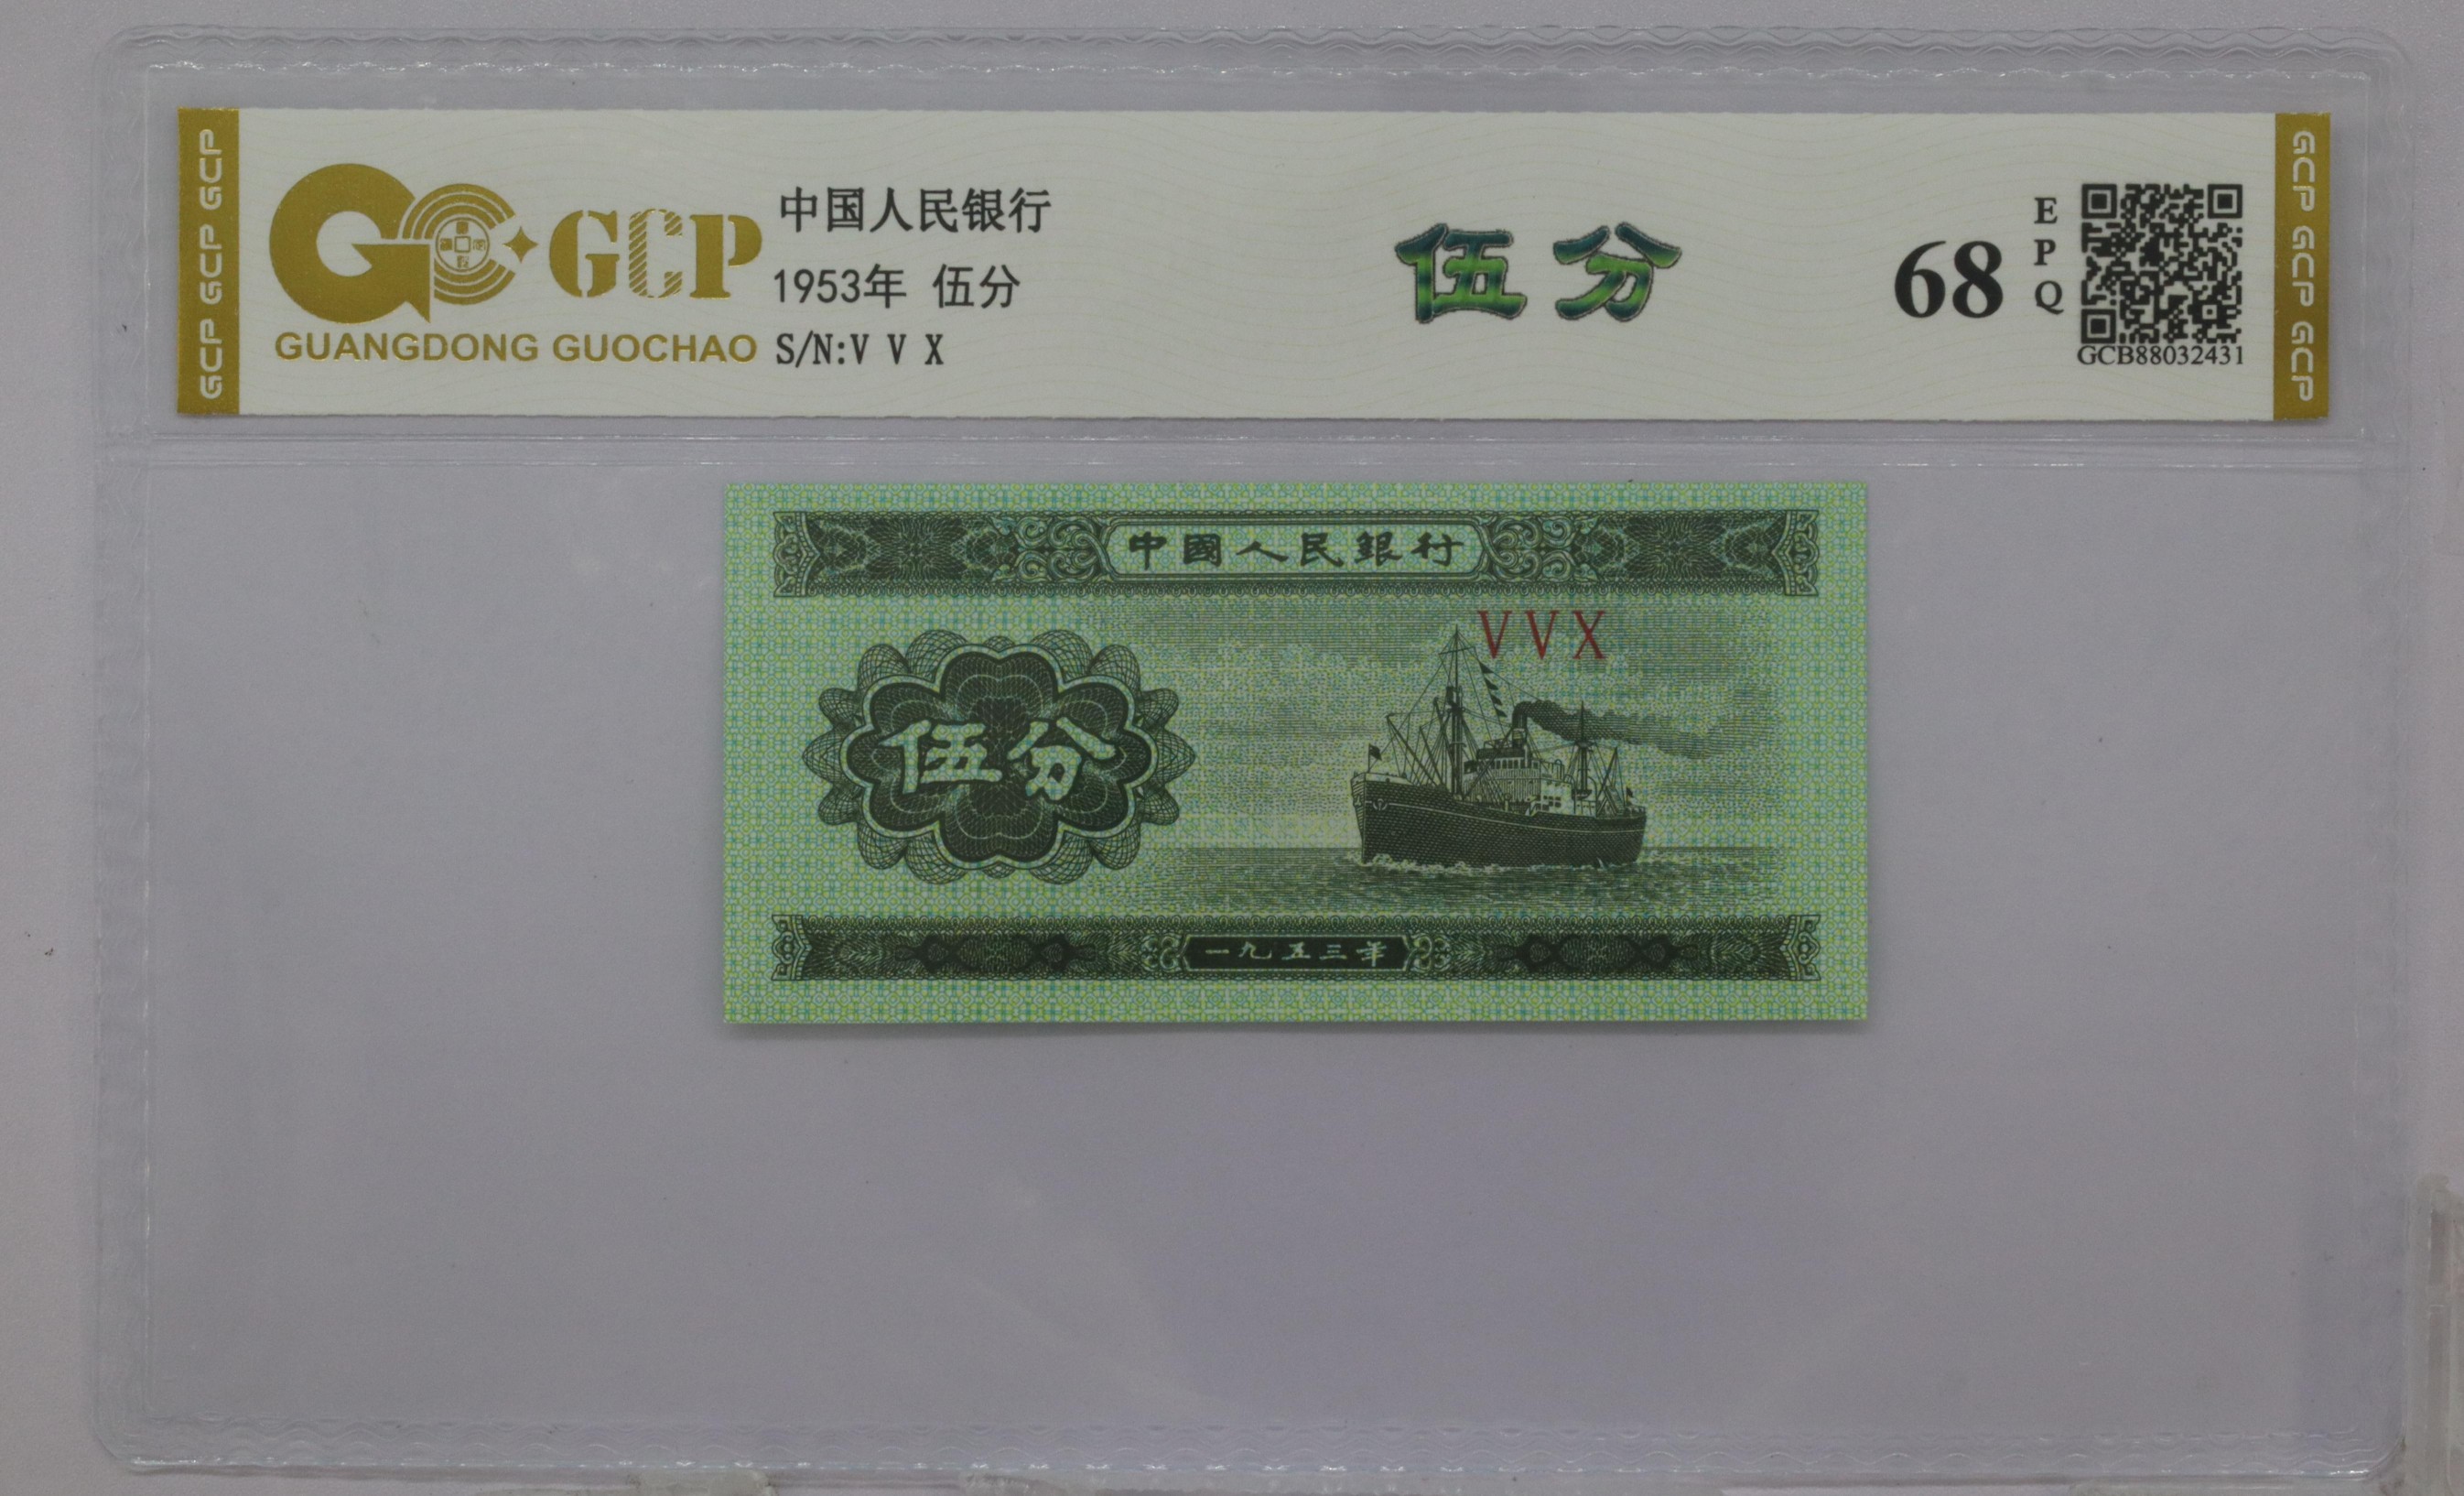 GCP GCP GCP
GCP
GUANGDONG GUOCHAO
中国人民银行
1953年 伍分
S/N:V V X
伍分
68
E
P
Q
GCB88032431
GCP GCP GCP
中國人民銀行
VVX
伍分
一九五三年